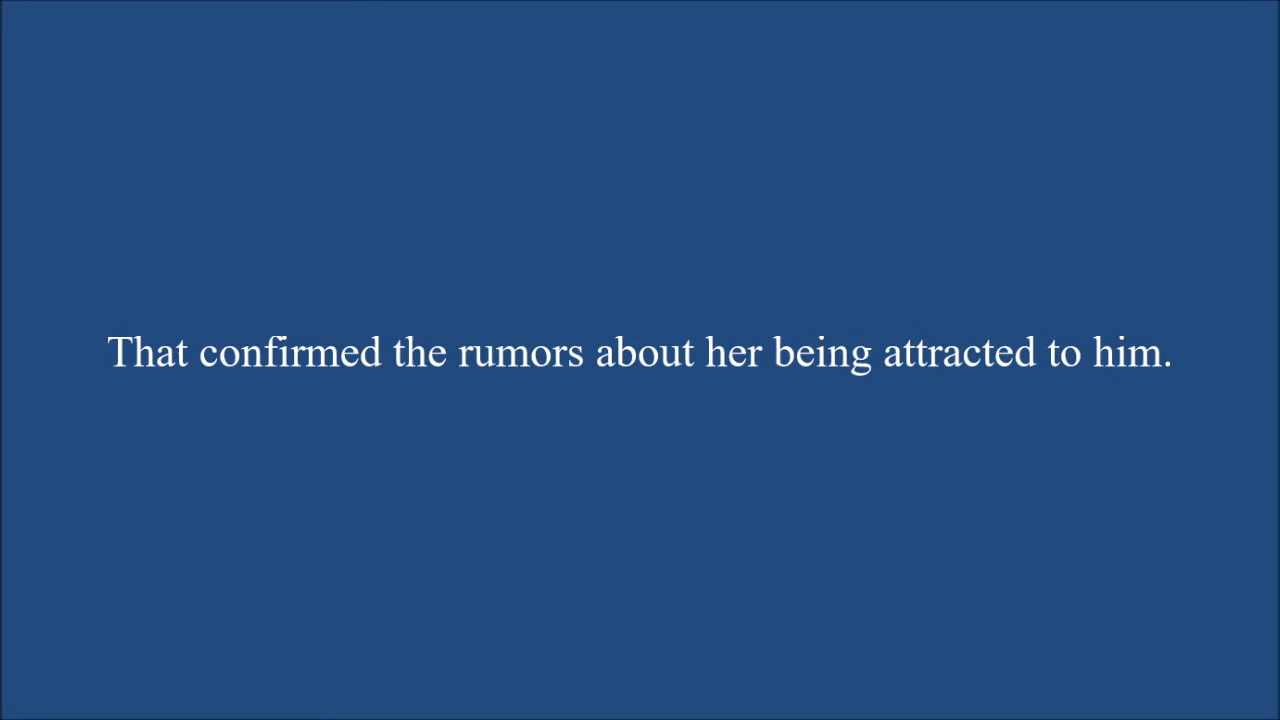 That confirmed the rumors about her being attracted to him.